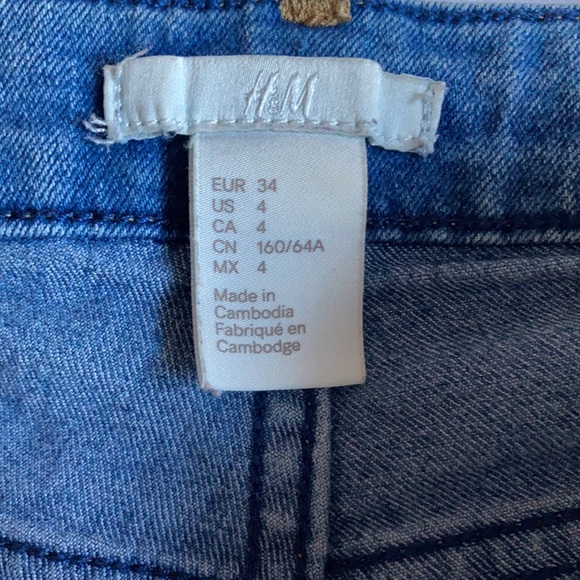 H&M
EUR 34
US 4
CA 4
CN 160/64A
MX 4
Made in
Cambodia
Fabriqué en
Cambodge